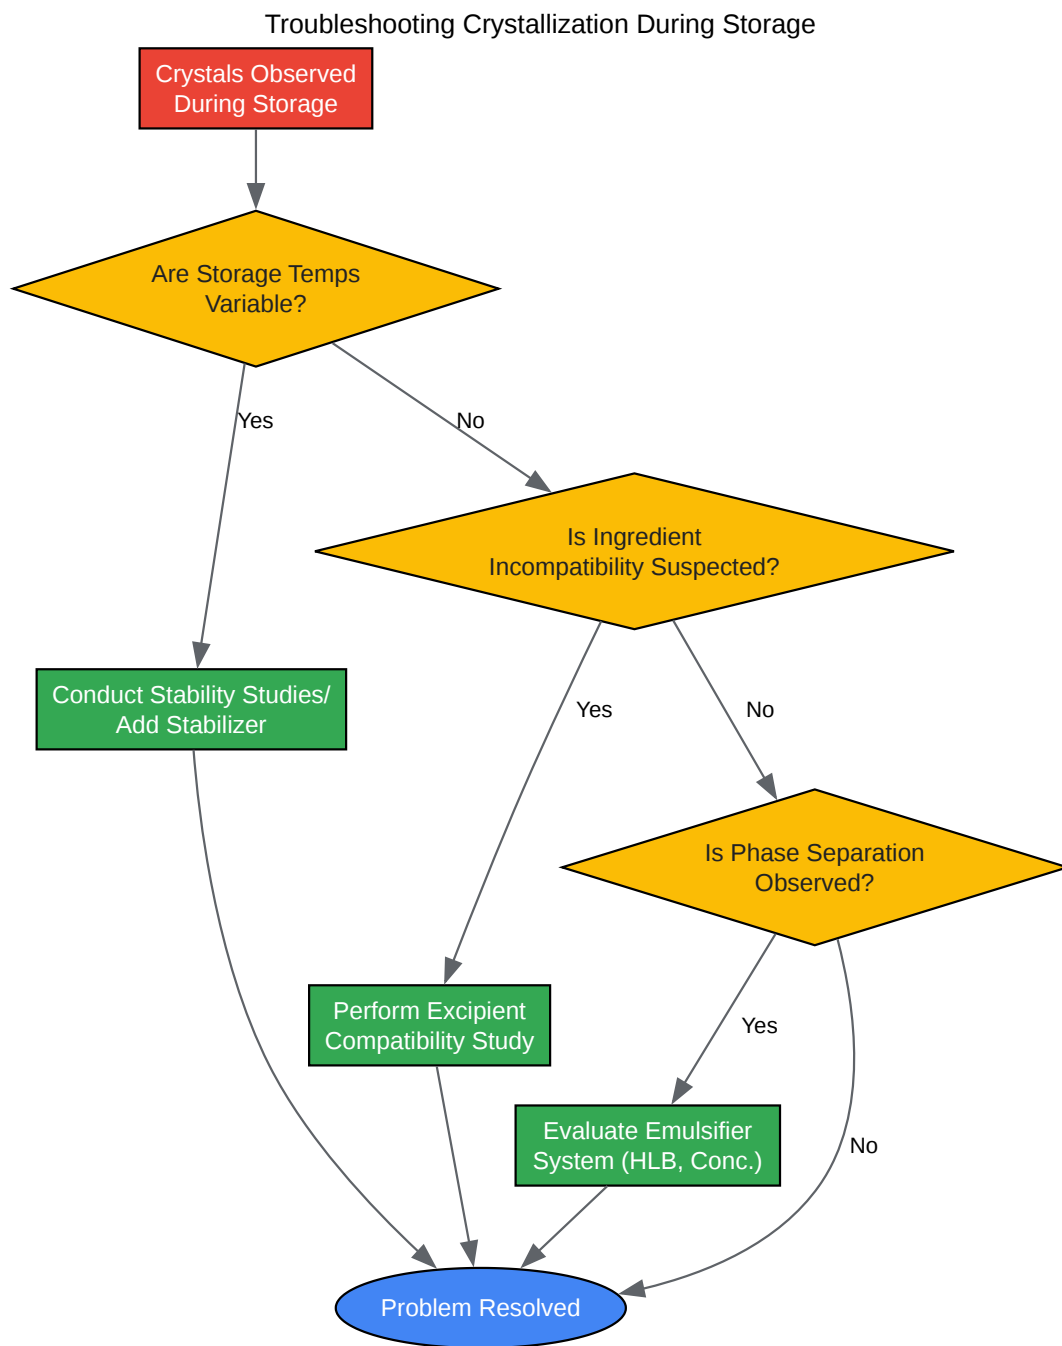 Troubleshooting Crystallization During Storage
Crystals Observed
During Storage
Are Storage Temps
Variable?
Yes
No
Is Ingredient
Incompatibility Suspected?
Conduct Stability Studies/
Add Stabilizer
Yes
No
Is Phase Separation
Observed?
Perform Excipient
Compatibility Study
Yes
Evaluate Emulsifier
System (HLB, Conc.)
No
Problem Resolved